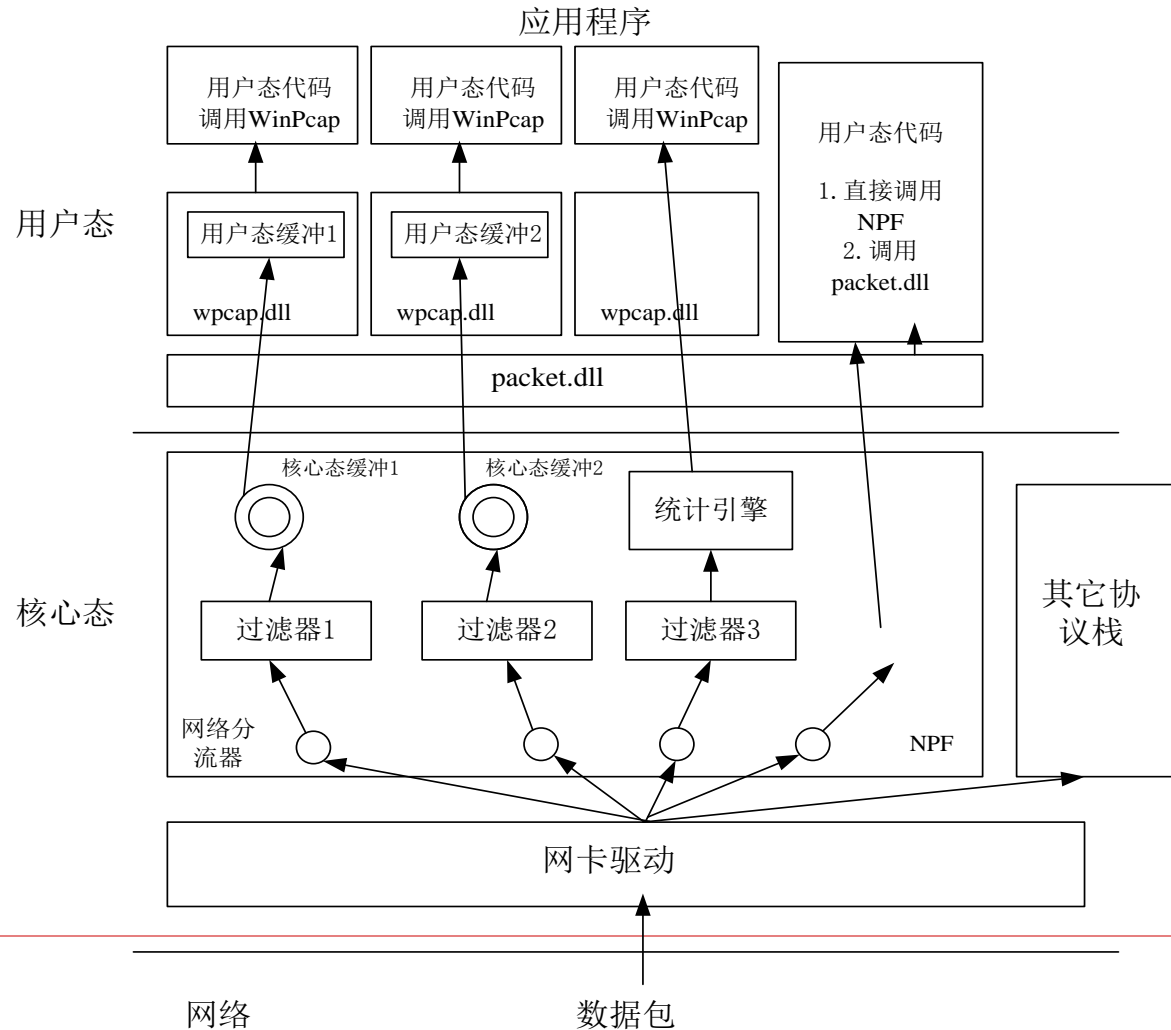 应用程序
用户态代码
调用WinPcap
用户态代码
调用WinPcap
用户态代码
调用WinPcap
用户态代码
1. 直接调用
NPF
2. 调用
packet.dll
用户态
用户态缓冲1
wpcap.dll
用户态缓冲2
wpcap.dll
wpcap.dll
packet.dll
核心态缓冲1
核心态缓冲2
统计引擎
核心态
过滤器1
过滤器2
过滤器3
其它协
议栈
网络分
流器
NPF
网卡驱动
网络
数据包